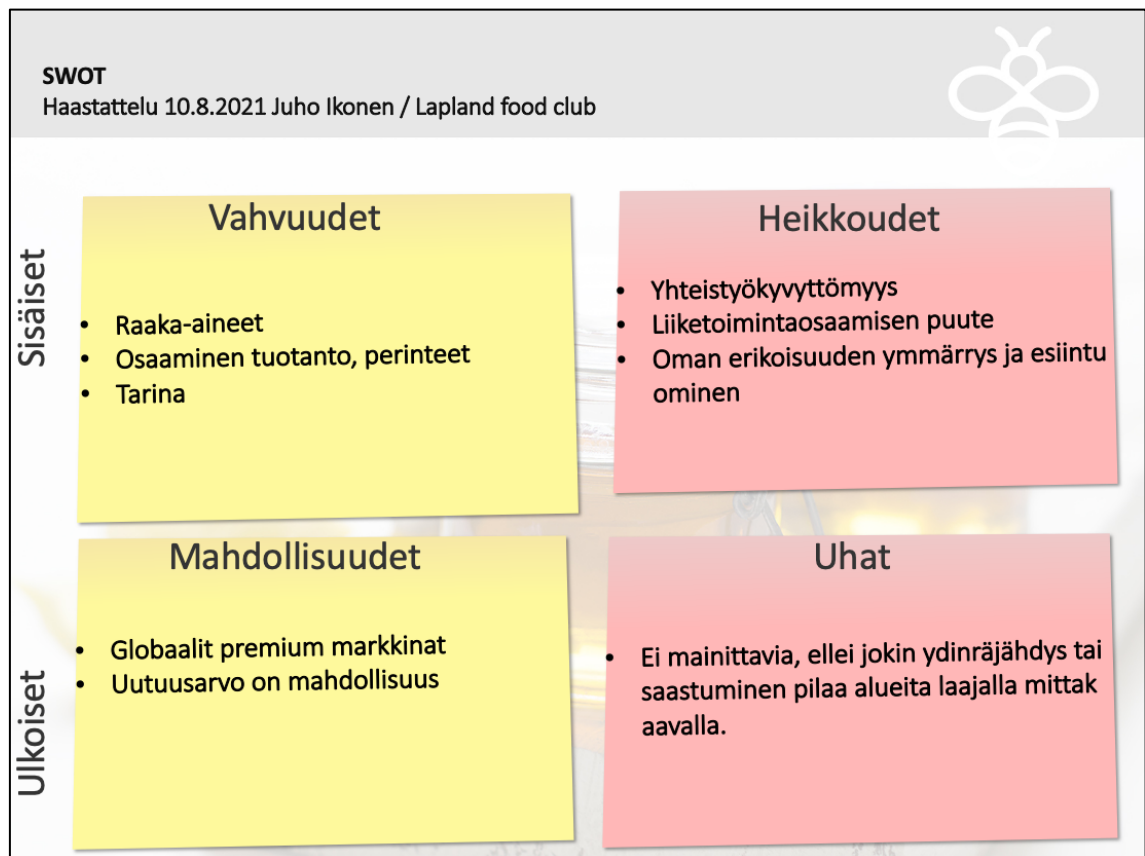 SWOT
Haastattelu 10.8.2021 Juho Ikonen / Lapland food club
Sisäiset
Vahvuudet
• Raaka-aineet
• Osaaminen tuotanto, perinteet
• Tarina
Heikkoudet
• Yhteistyökyvyttömyys
• Liiketoimintaosaamisen puute
• Oman erikoisuuden ymmärrys ja esiintu
ominen
Ulkoiset
Mahdollisuudet
• Globaalit premium markkinat
• Uutuusarvo on mahdollisuus
Uhat
• Ei mainittavia, ellei jokin ydinräjähdys tai
saastuminen pilaa alueita laajalla mittak
aavalla.